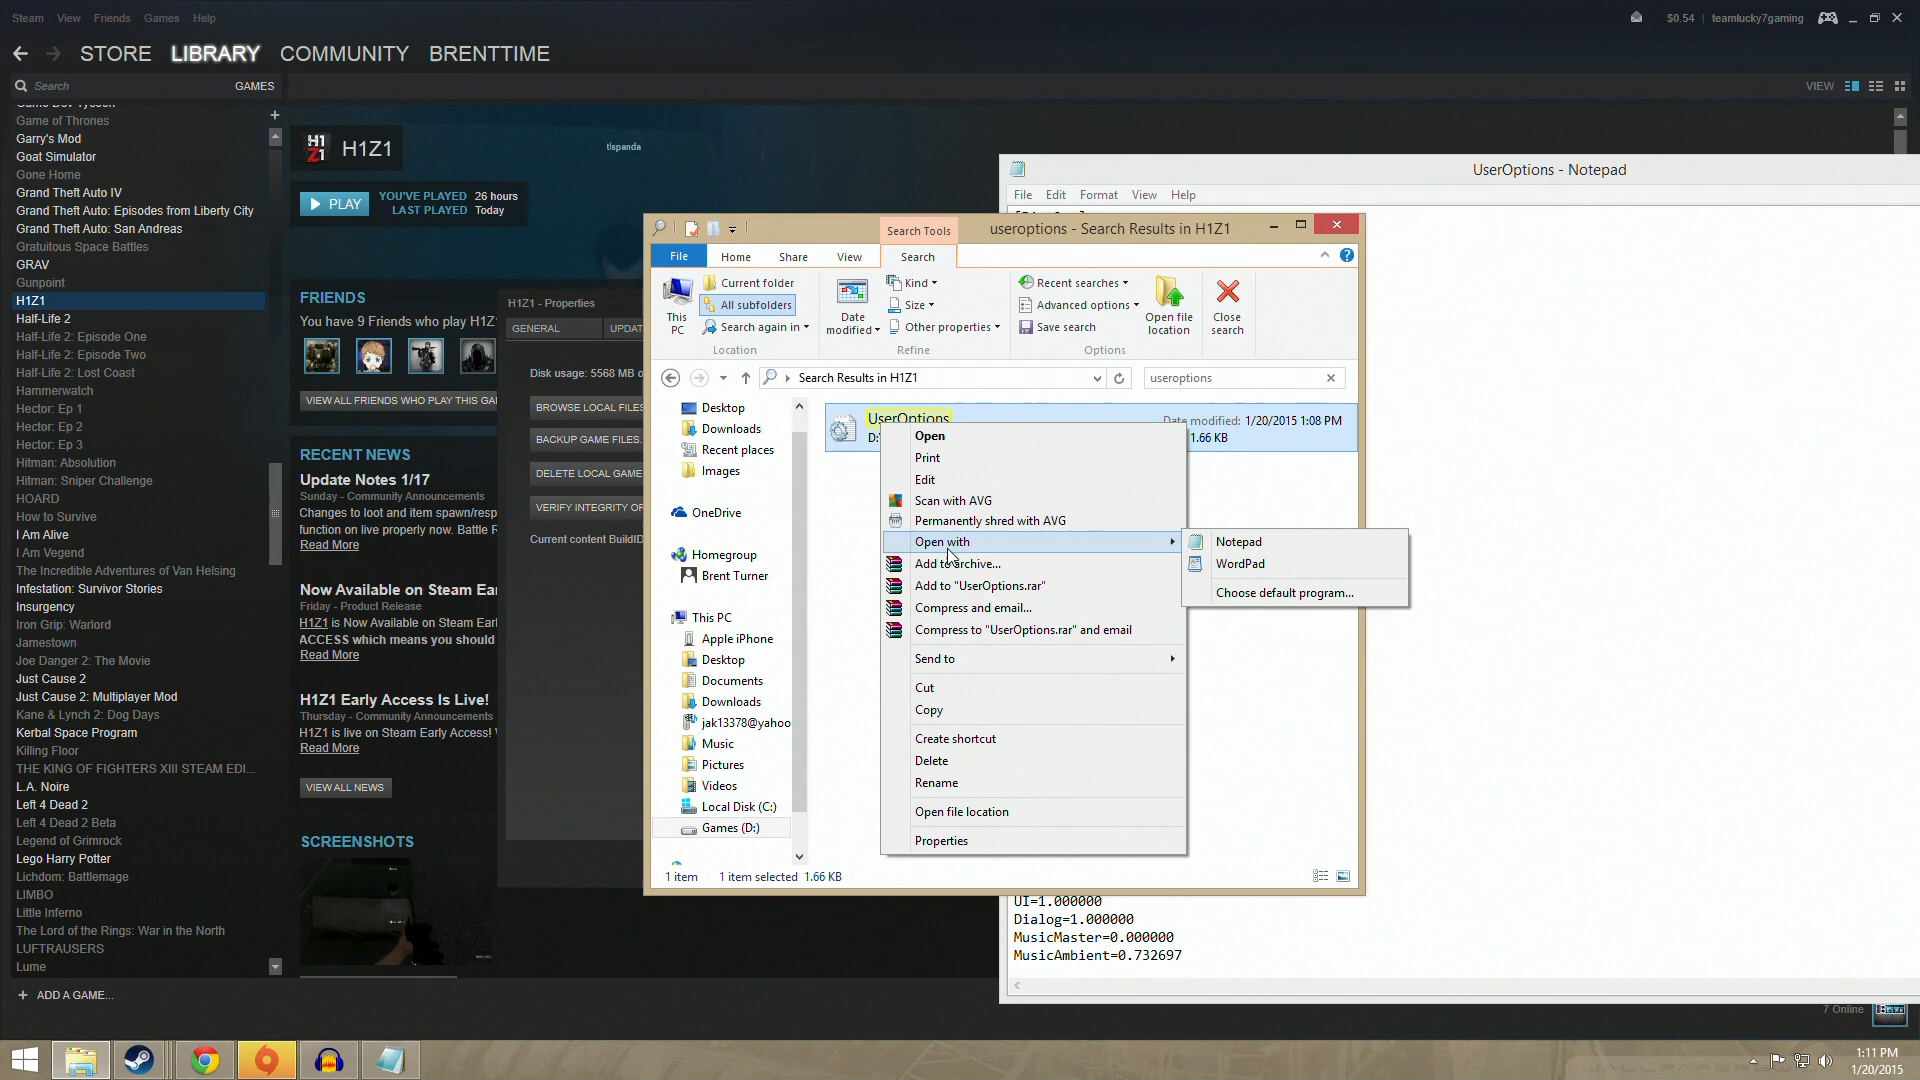 Steam View Friends Games Help
$0.54 teamlucky7gaming
STORE LIBRARY COMMUNITY BRENTTIME
Search GAMES
VIEW
Game of Thrones
Garry's Mod
Goat Simulator
Gone Home
Grand Theft Auto IV
Grand Theft Auto: Episodes from Liberty City
Grand Theft Auto: San Andreas
Gratuitous Space Battles
GRAV
Gunpoint
H1Z1
Half-Life 2
Half-Life 2: Episode One
Half-Life 2: Episode Two
Half-Life 2: Lost Coast
Hammerwatch
Hector: Ep 1
Hector: Ep 2
Hector: Ep 3
Hitman: Absolution
Hitman: Sniper Challenge
HOARD
How to Survive
I Am Alive
I Am Vegend
The Incredible Adventures of Van Helsing
Infestation: Survivor Stories
Insurgency
Iron Grip: Warlord
Jamestown
Joe Danger 2: The Movie
Just Cause 2
Just Cause 2: Multiplayer Mod
Kane & Lynch 2: Dog Days
Kerbal Space Program
Killing Floor
THE KING OF FIGHTERS XIII STEAM EDI...
L.A. Noire
Left 4 Dead 2
Left 4 Dead 2 Beta
Legend of Grimrock
Lego Harry Potter
Lichdom: Battlemage
LIMBO
Little Inferno
The Lord of the Rings: War in the North
LUFTRAUSERS
Lume
+ ADD A GAME...
H1Z1 H1Z1
tlspanda
PLAY
YOU'VE PLAYED 26 hours
LAST PLAYED Today
FRIENDS
You have 9 Friends who play H1Z
VIEW ALL FRIENDS WHO PLAY THIS GA
RECENT NEWS
Update Notes 1/17
Sunday - Community Announcements
Changes to loot and item spawn/resp
function on live properly now. Battle R
Read More
Now Available on Steam Ea
Friday - Product Release
H1Z1 is Now Available on Steam Ear
ACCESS which means you should
Read More
H1Z1 Early Access Is Live!
Thursday - Community Announcements
H1Z1 is live on Steam Early Access! 
Read More
VIEW ALL NEWS
SCREENSHOTS
H1Z1 - Properties
GENERAL UPDAT
Disk usage: 5568 MB o
BROWSE LOCAL FILES
BACKUP GAME FILES.
DELETE LOCAL GAME
VERIFY INTEGRITY OF
Current content BuildID
useroptions - Search Results in H1Z1
Search Tools
File Home Share View Search
This PC
Current folder
All subfolders
Search again in
Location
Date modified
Kind
Size
Other properties
Refine
Recent searches
Advanced options
Save search
Open file location
Options
Close search
Search Results in H1Z1
useroptions
Desktop
Downloads
Recent places
Images
OneDrive
Homegroup
Brent Turner
This PC
Apple iPhone
Desktop
Documents
Downloads
jak13378@yahoo
Music
Pictures
Videos
Local Disk (C:)
Games (D:)
UserOptions
Date modified: 1/20/2015 1:08 PM
D:\
1.66 KB
Open
Print
Edit
Scan with AVG
Permanently shred with AVG
Open with
Add to archive...
Add to "UserOptions.rar"
Compress and email...
Compress to "UserOptions.rar" and email
Send to
Cut
Copy
Create shortcut
Delete
Rename
Open file location
Properties
Notepad
WordPad
Choose default program...
1 item 1 item selected 1.66 KB
UserOptions - Notepad
File Edit Format View Help
UI=1.000000
Dialog=1.000000
MusicMaster=0.000000
MusicAmbient=0.732697
7 Online
1:11 PM
1/20/2015